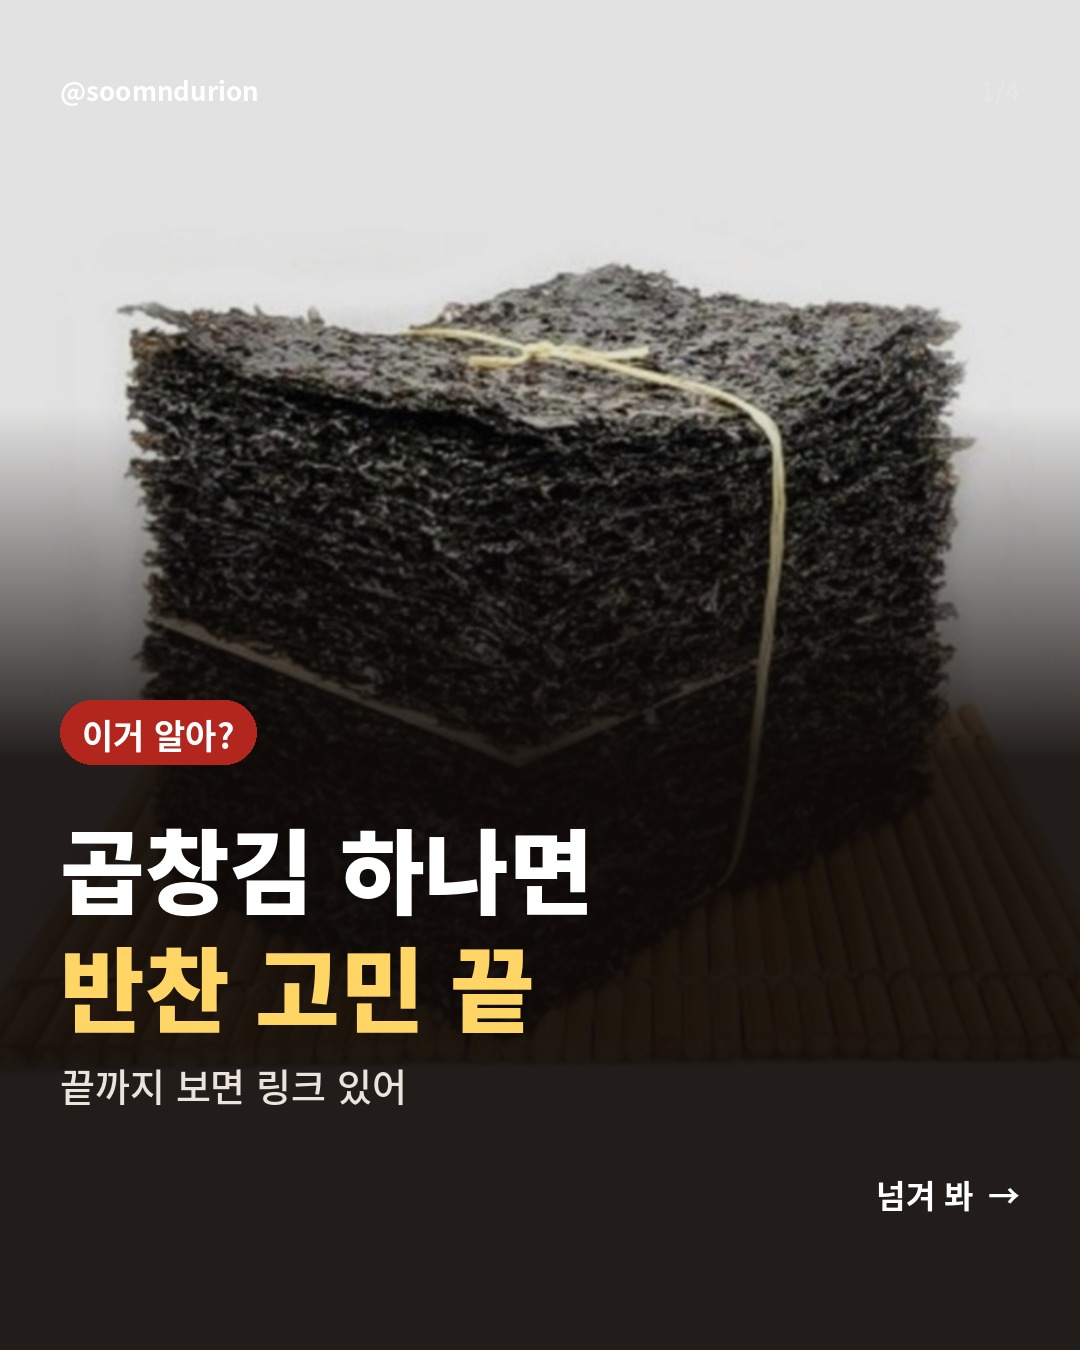 @soomndurion
1/4
이거 알아?
곱창김 하나면
반찬 고민 끝
끝까지 보면 링크 있어
넘겨 봐 →